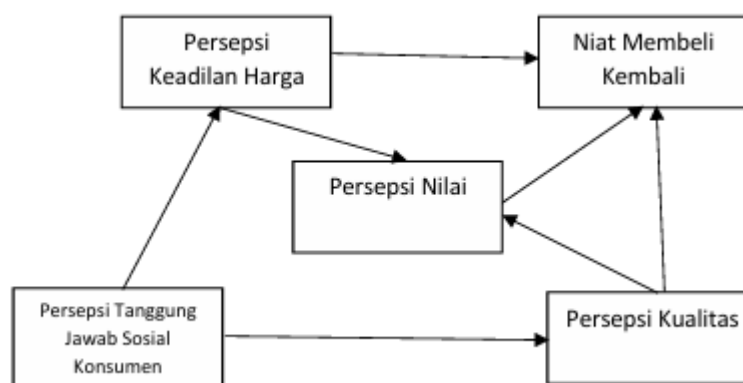 Persepsi
Keadilan Harga
Niat Membeli
Kembali
Persepsi Nilai
Persepsi Tanggung
Jawab Sosial
Konsumen
Persepsi Kualitas